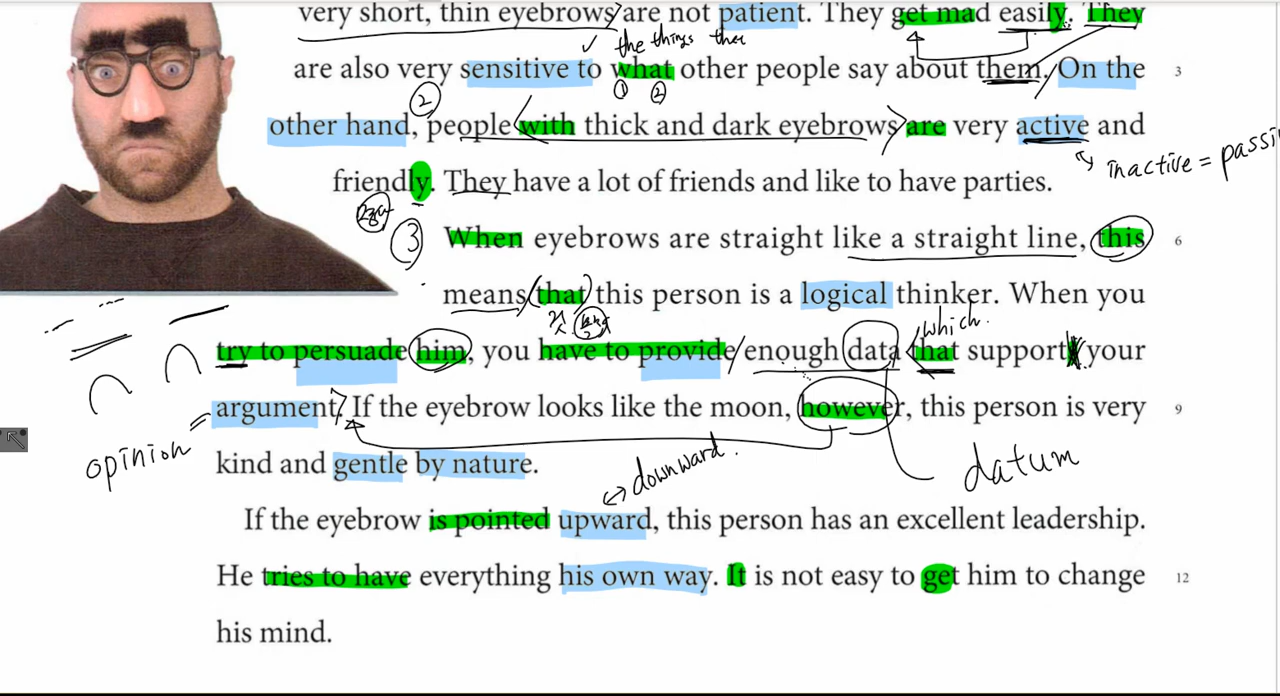 very short, thin eyebrows are not patient. They get mad easily. They
the things that
are also very sensitive to what other people say about them. On the 3
① ②
②
other hand, people with thick and dark eyebrows are very active and
inactive = passi
friendly. They have a lot of friends and like to have parties.
③ When eyebrows are straight like a straight line, this 6
means that this person is a logical thinker. When you
which.
try to persuade him, you have to provide enough data that support your
argument. If the eyebrow looks like the moon, however, this person is very 9
opinion =
datum
kind and gentle by nature.
↔ downward.
If the eyebrow is pointed upward, this person has an excellent leadership.
He tries to have everything his own way. It is not easy to get him to change 12
his mind.